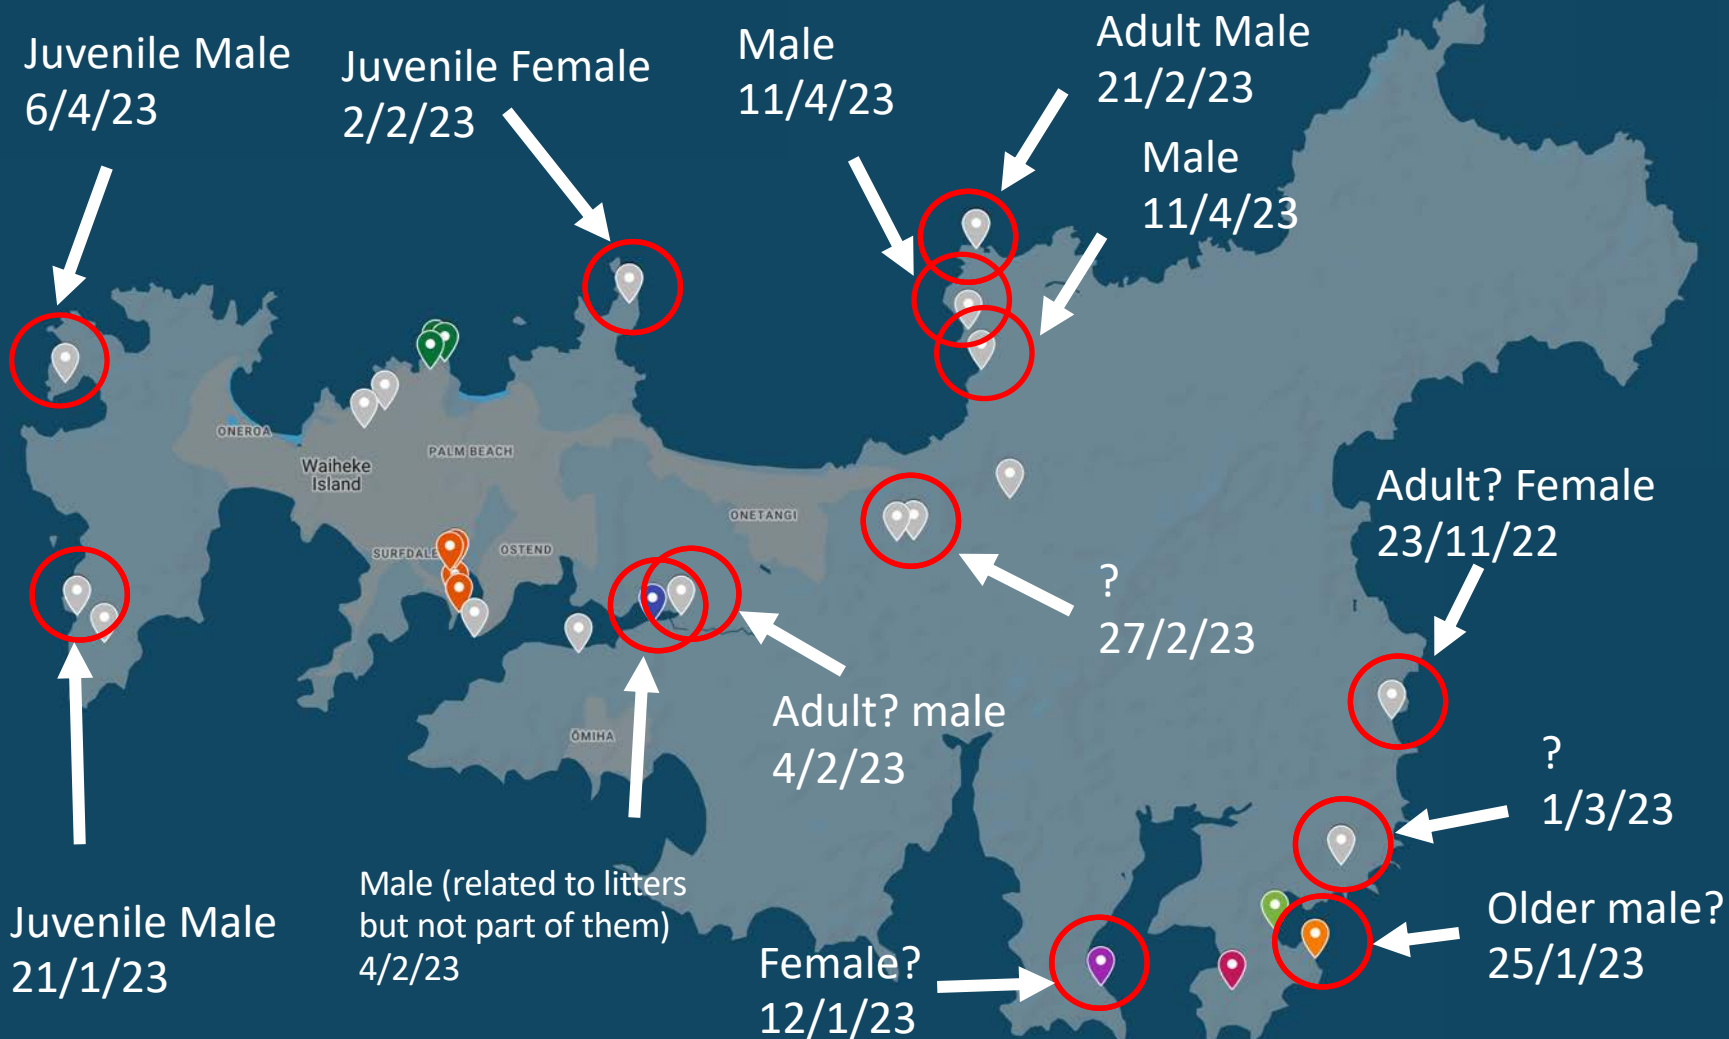 Juvenile Male
6/4/23
Juvenile Female
2/2/23
Male
11/4/23
Adult Male
21/2/23
Male
11/4/23
ONEROA
Waiheke
Island
PALM BEACH
SURFDALE
OSTEND
ONETANGI
ŌMIHA
Adult? Female
23/11/22
?
27/2/23
Adult? male
4/2/23
?
1/3/23
Juvenile Male
21/1/23
Male (related to litters
but not part of them)
4/2/23
Female?
12/1/23
Older male?
25/1/23